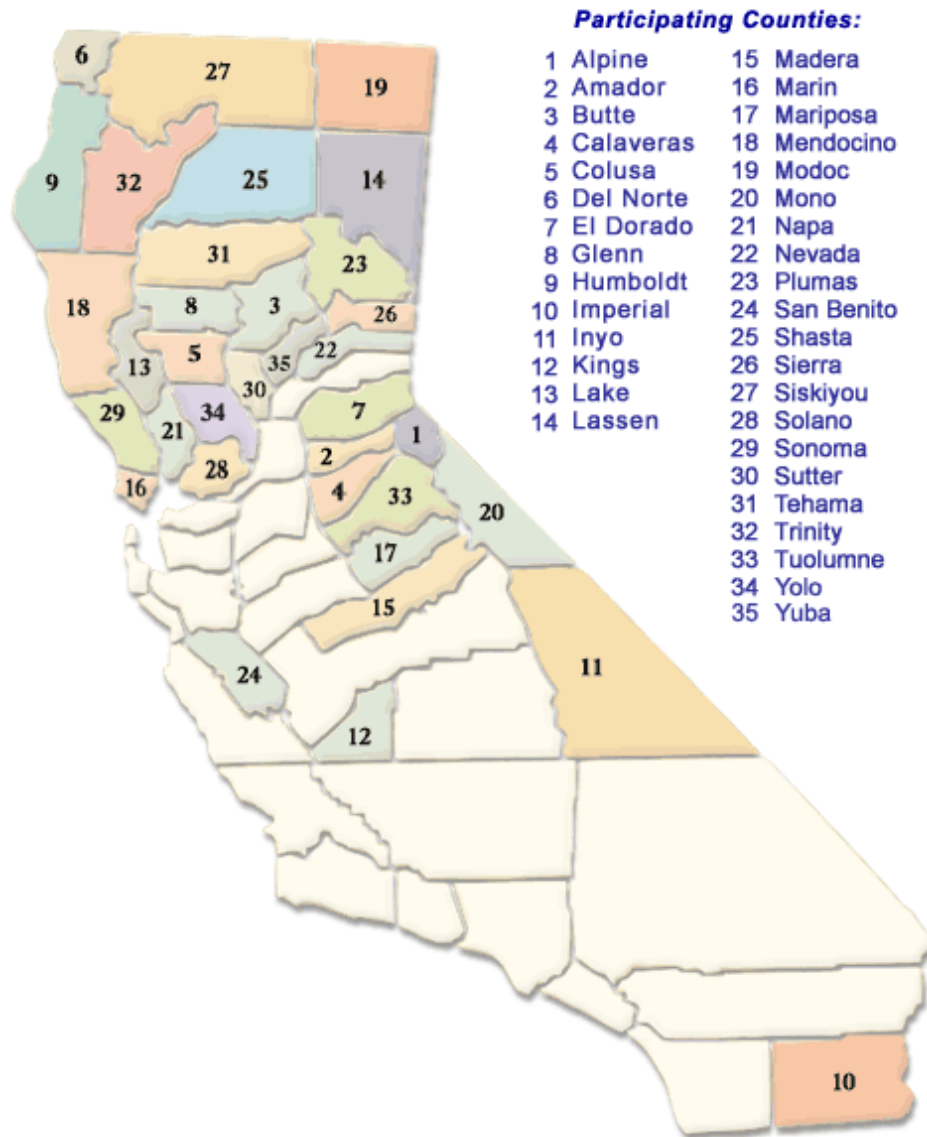 Participating Counties:
1 Alpine
2 Amador
3 Butte
4 Calaveras
5 Colusa
6 Del Norte
7 El Dorado
8 Glenn
9 Humboldt
10 Imperial
11 Inyo
12 Kings
13 Lake
14 Lassen
15 Madera
16 Marin
17 Mariposa
18 Mendocino
19 Modoc
20 Mono
21 Napa
22 Nevada
23 Plumas
24 San Benito
25 Shasta
26 Sierra
27 Siskiyou
28 Solano
29 Sonoma
30 Sutter
31 Tehama
32 Trinity
33 Tuolumne
34 Yolo
35 Yuba
6
27
19
9
32
25
14
31
23
18
8
3
26
13
5
35
22
30
29
21
34
7
1
2
28
16
4
33
20
17
15
24
11
12
10